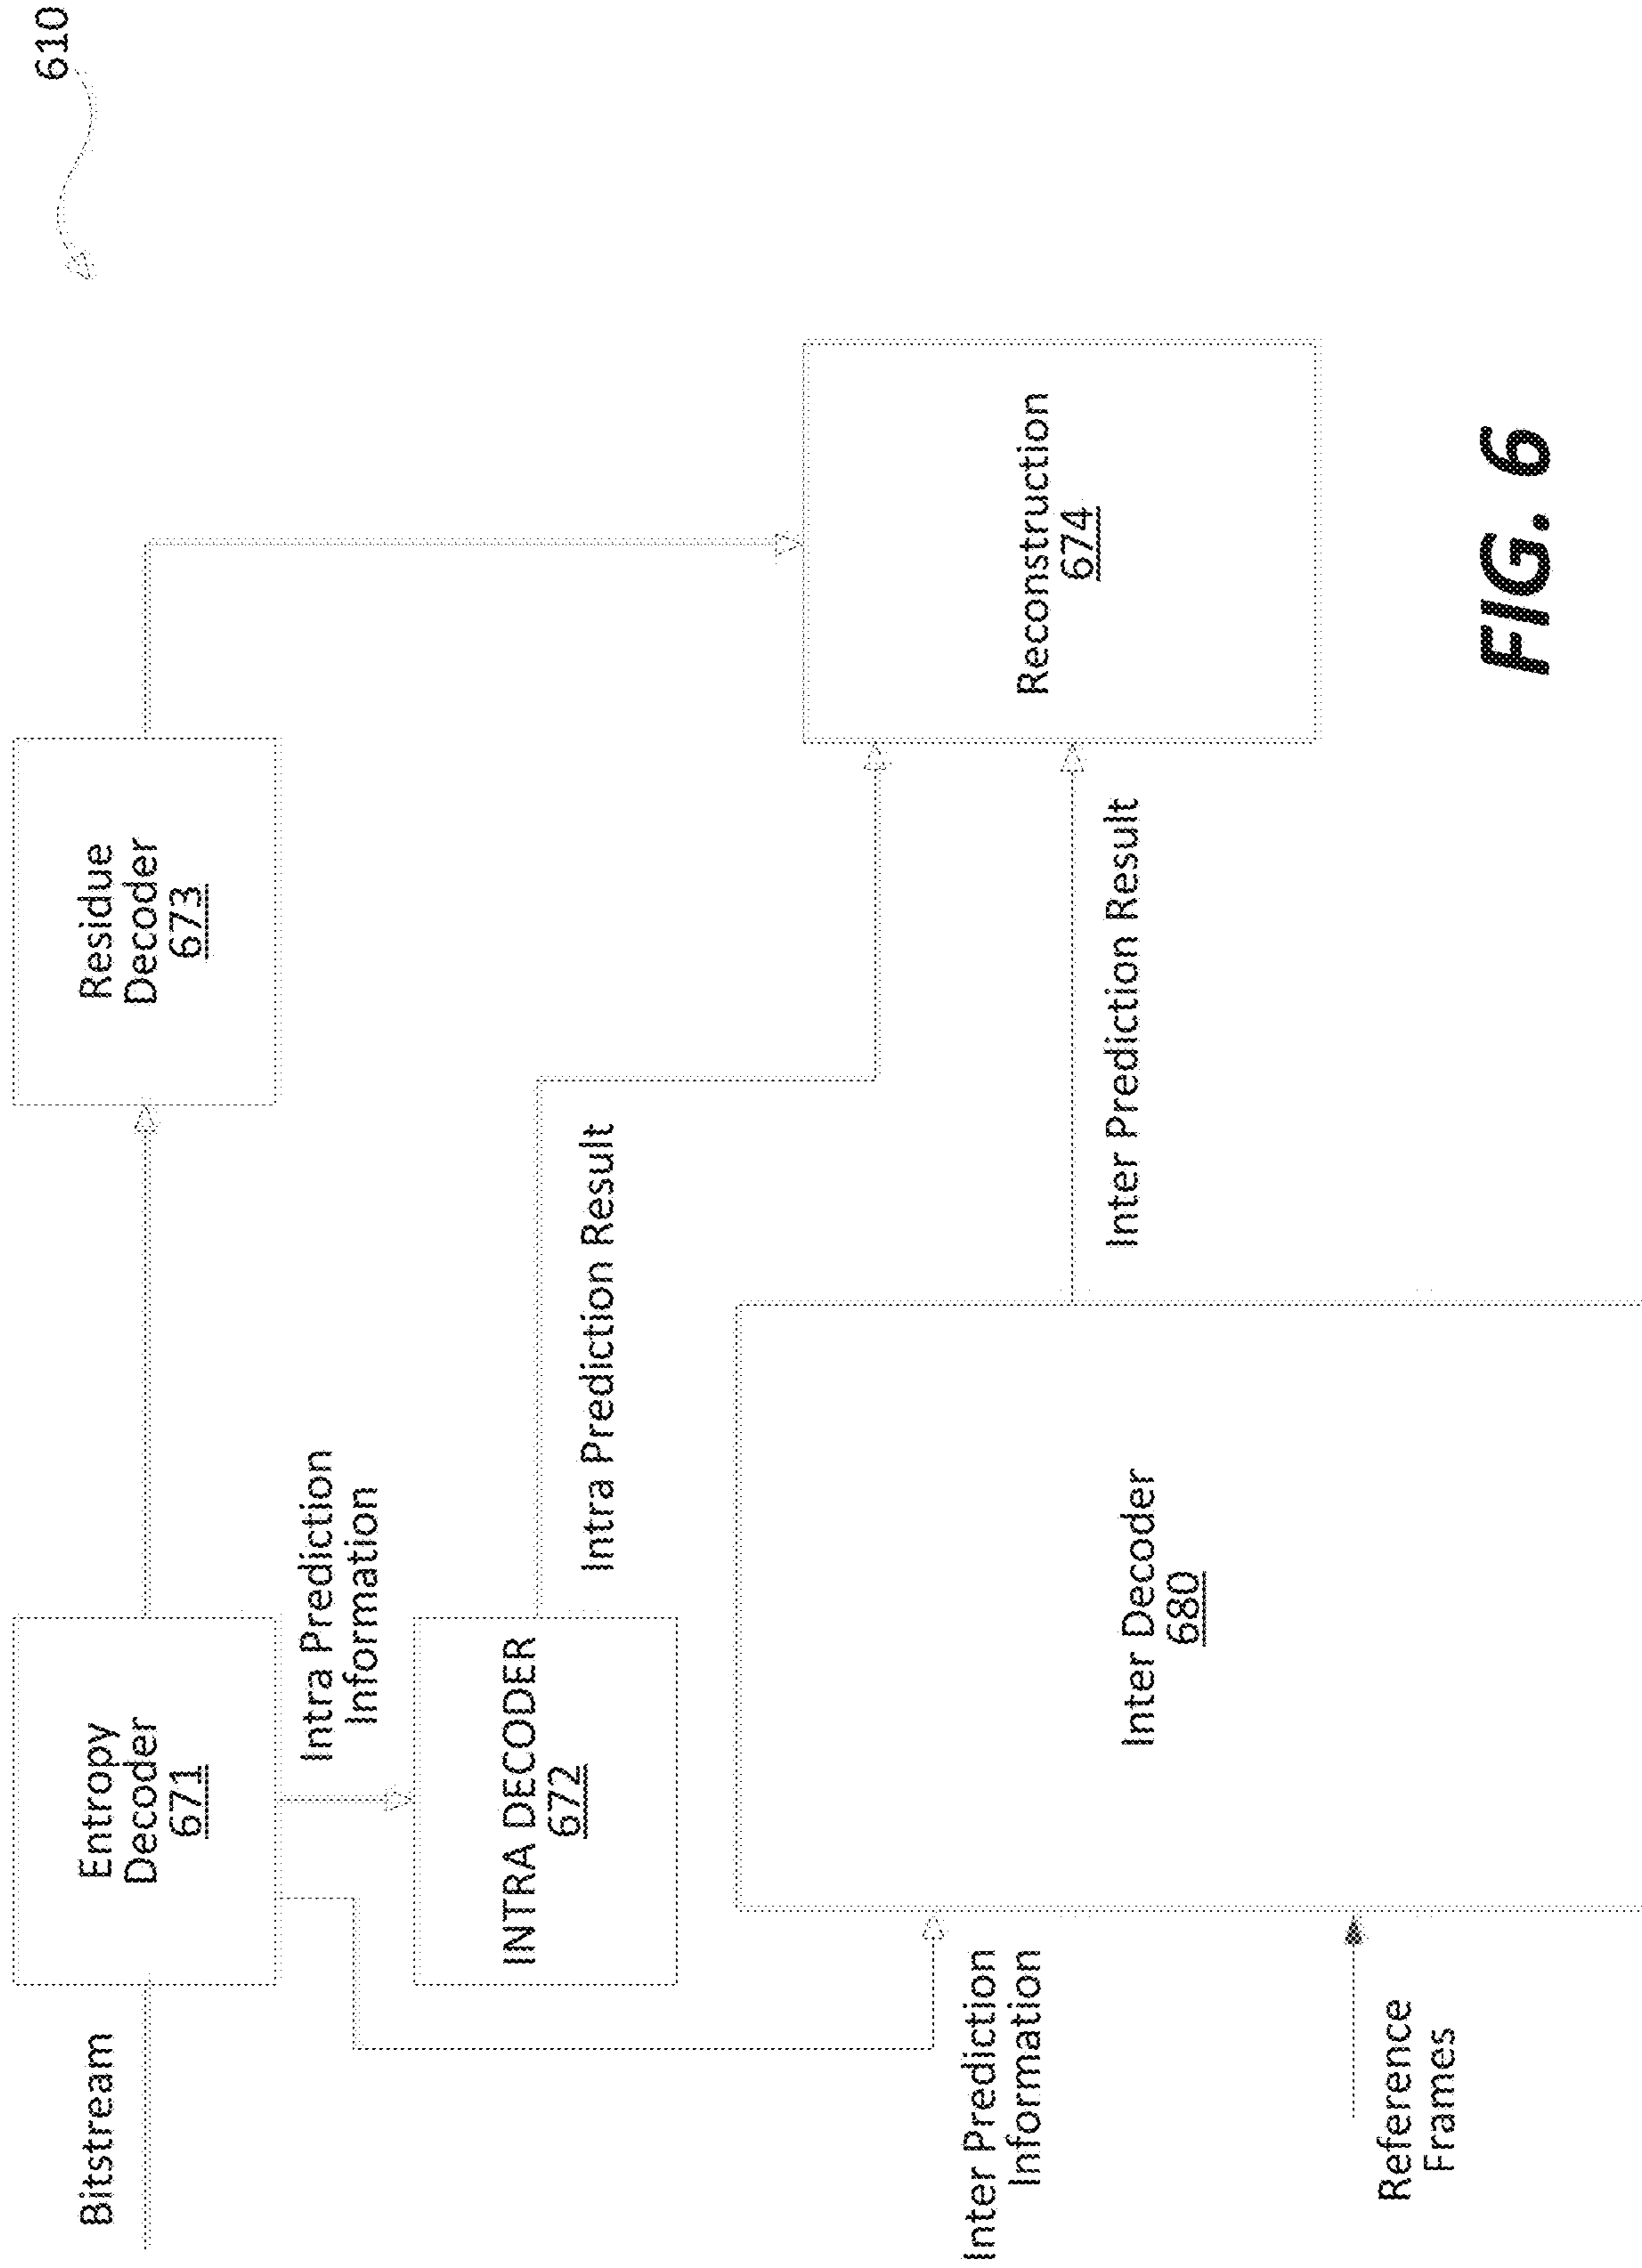 610
Bitstream
Entropy
Decoder
671
Residue
Decoder
673
Intra Prediction
Information
INTRA DECODER
672
Intra Prediction Result
Inter Prediction
Information
Inter Decoder
680
Inter Prediction Result
Reconstruction
674
Reference
Frames
FIG. 6